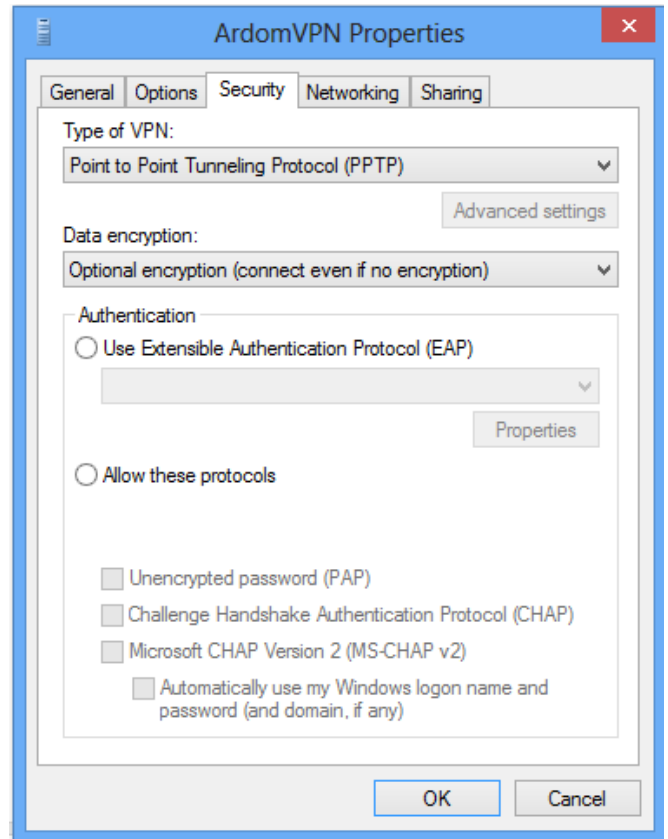 ArdomVPN Properties
General Options Security Networking Sharing
Type of VPN:
Point to Point Tunneling Protocol (PPTP)
Advanced settings
Data encryption:
Optional encryption (connect even if no encryption)
Authentication
Use Extensible Authentication Protocol (EAP)
Properties
Allow these protocols
Unencrypted password (PAP)
Challenge Handshake Authentication Protocol (CHAP)
Microsoft CHAP Version 2 (MS-CHAP v2)
Automatically use my Windows logon name and
password (and domain, if any)
OK Cancel